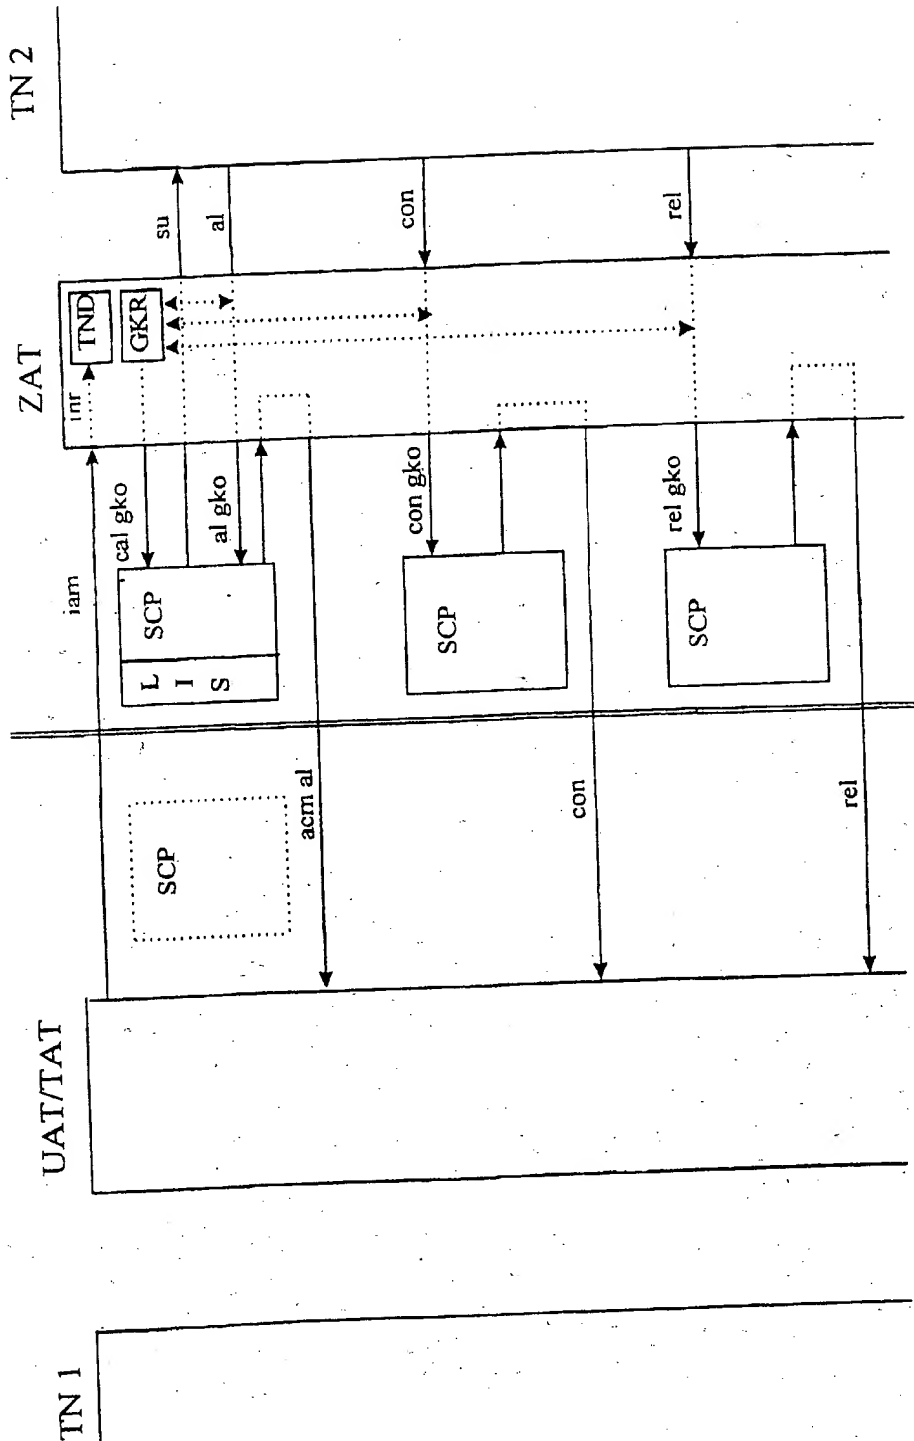 TN 1
UAT/TAT
ZAT
TN 2
iam
TND
GKR
cal gko
su
SCP
L
I
S
al gko
al
SCP
acm al
con gko
con
SCP
con
rel gko
rel
SCP
rel